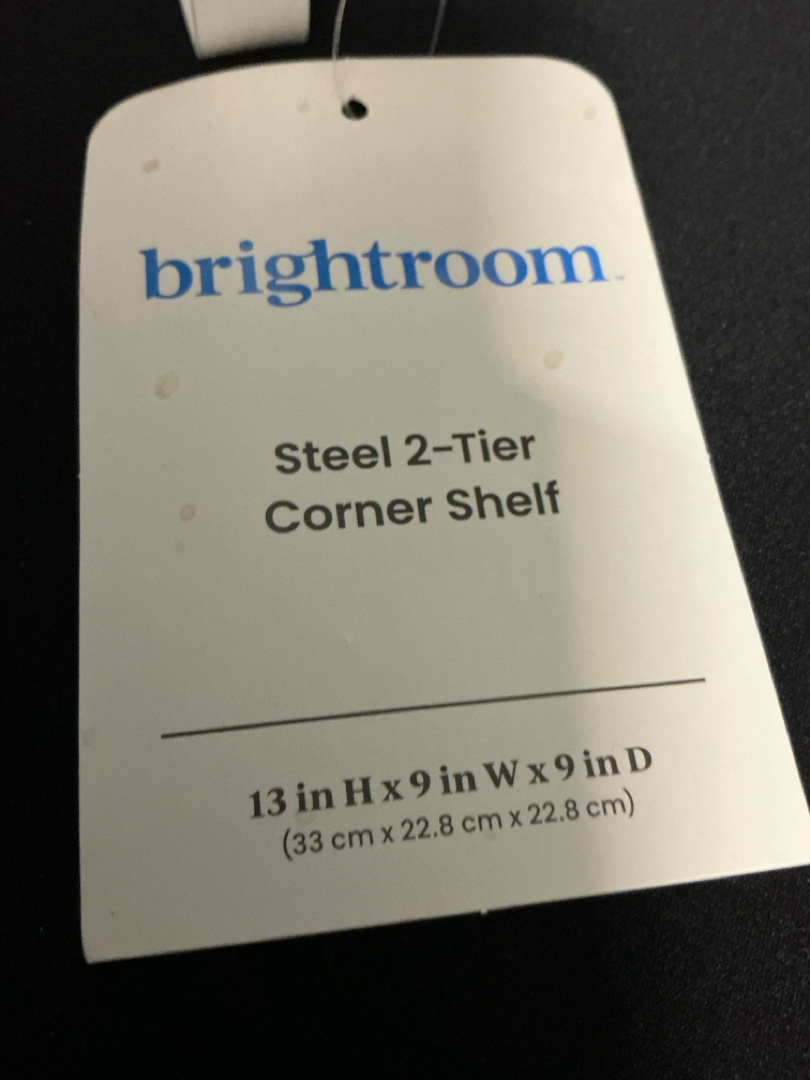 brightroom™
Steel 2-Tier
Corner Shelf
13 in H x 9 in W x 9 in D
(33 cm x 22.8 cm x 22.8 cm)